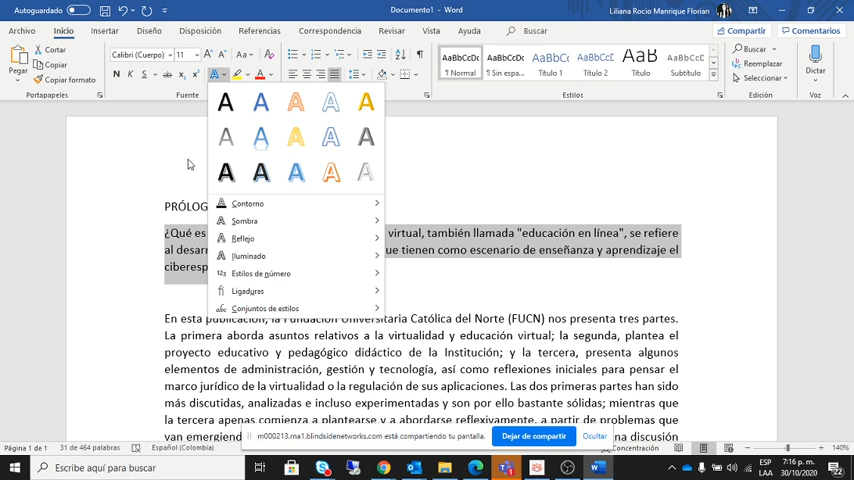 Autoguardado
Documento1 - Word
Liliana Rocio Manrique Florian
Archivo Inicio Insertar Diseño Disposición Referencias Correspondencia Revisar Vista Ayuda Buscar Compartir Comentarios
Pegar
Cortar
Copiar
Copiar formato
Portapapeles
Calibri (Cuerpo) 11
N K S
Fuente
AaBbCcDc AaBbCcDc AaBbCc AaBbCcC AaB AaBbCcC
¶ Normal ¶ Sin espa... Título 1 Título 2 Título Subtítulo
Estilos
Buscar
Reemplazar
Seleccionar
Edición
Dictar
Voz
Contorno
Sombra
Reflejo
Iluminado
Estilos de número
Ligaduras
Conjuntos de estilos
PRÓLOG
¿Qué es virtual, también llamada "educación en línea", se refiere
al desarr ue tienen como escenario de enseñanza y aprendizaje el
ciberesp
En esta publicación, la Fundación Universitaria Católica del Norte (FUCN) nos presenta tres partes.
La primera aborda asuntos relativos a la virtualidad y educación virtual; la segunda, plantea el
proyecto educativo y pedagógico didáctico de la Institución; y la tercera, presenta algunos
elementos de administración, gestión y tecnología, así como reflexiones iniciales para pensar el
marco jurídico de la virtualidad o la regulación de sus aplicaciones. Las dos primeras partes han sido
más discutidas, analizadas e incluso experimentadas y son por ello bastante sólidas; mientras que
la tercera apenas comienza a plantearse y a abordarse reflexivamente, a partir de problemas que
van emergiendo una discusión
m000213.rna1.blindsidenetworks.com está compartiendo tu pantalla. Dejar de compartir Ocultar
Página 1 de 1 31 de 464 palabras Español (Colombia) Concentración 140%
Escribe aquí para buscar
ESP
LAA
7:16 p. m.
30/10/2020
22